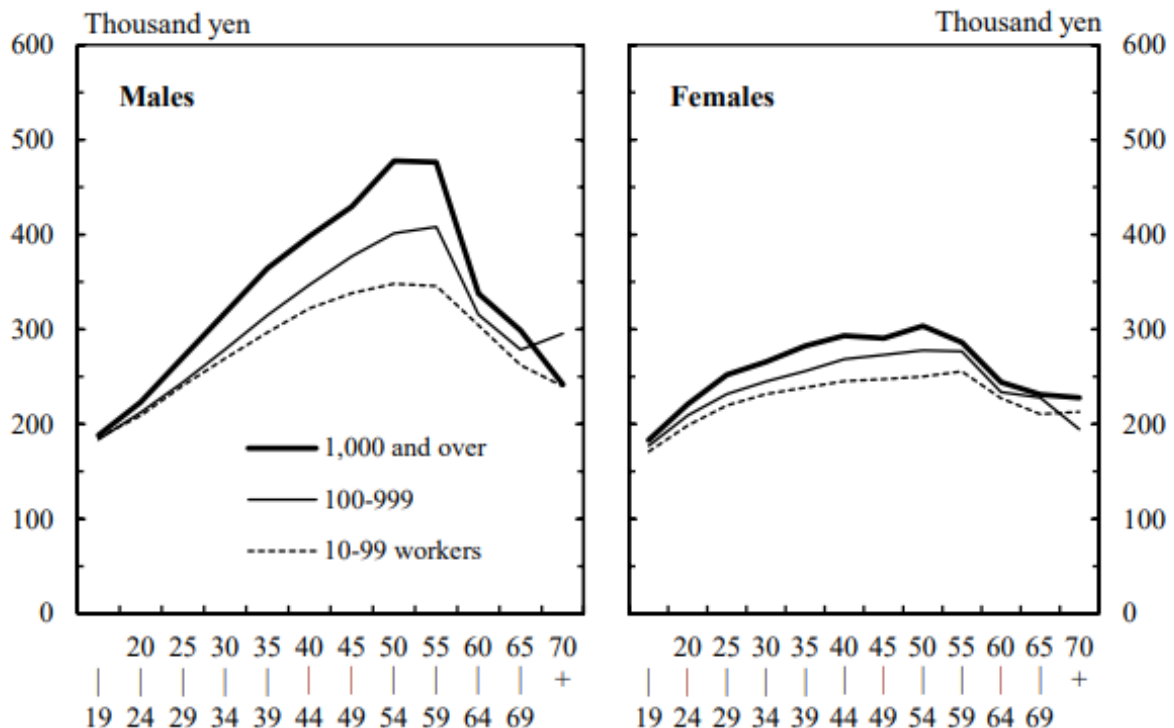 Thousand yen
600
500
400
300
200
100
0
Males
1,000 and over
100-999
10-99 workers
20 25 30 35 40 45 50 55 60 65 70
| | | | | | | | | | | +
19 24 29 34 39 44 49 54 59 64 69
Thousand yen
Females
600
500
400
300
200
100
0
20 25 30 35 40 45 50 55 60 65 70
| | | | | | | | | | | +
19 24 29 34 39 44 49 54 59 64 69